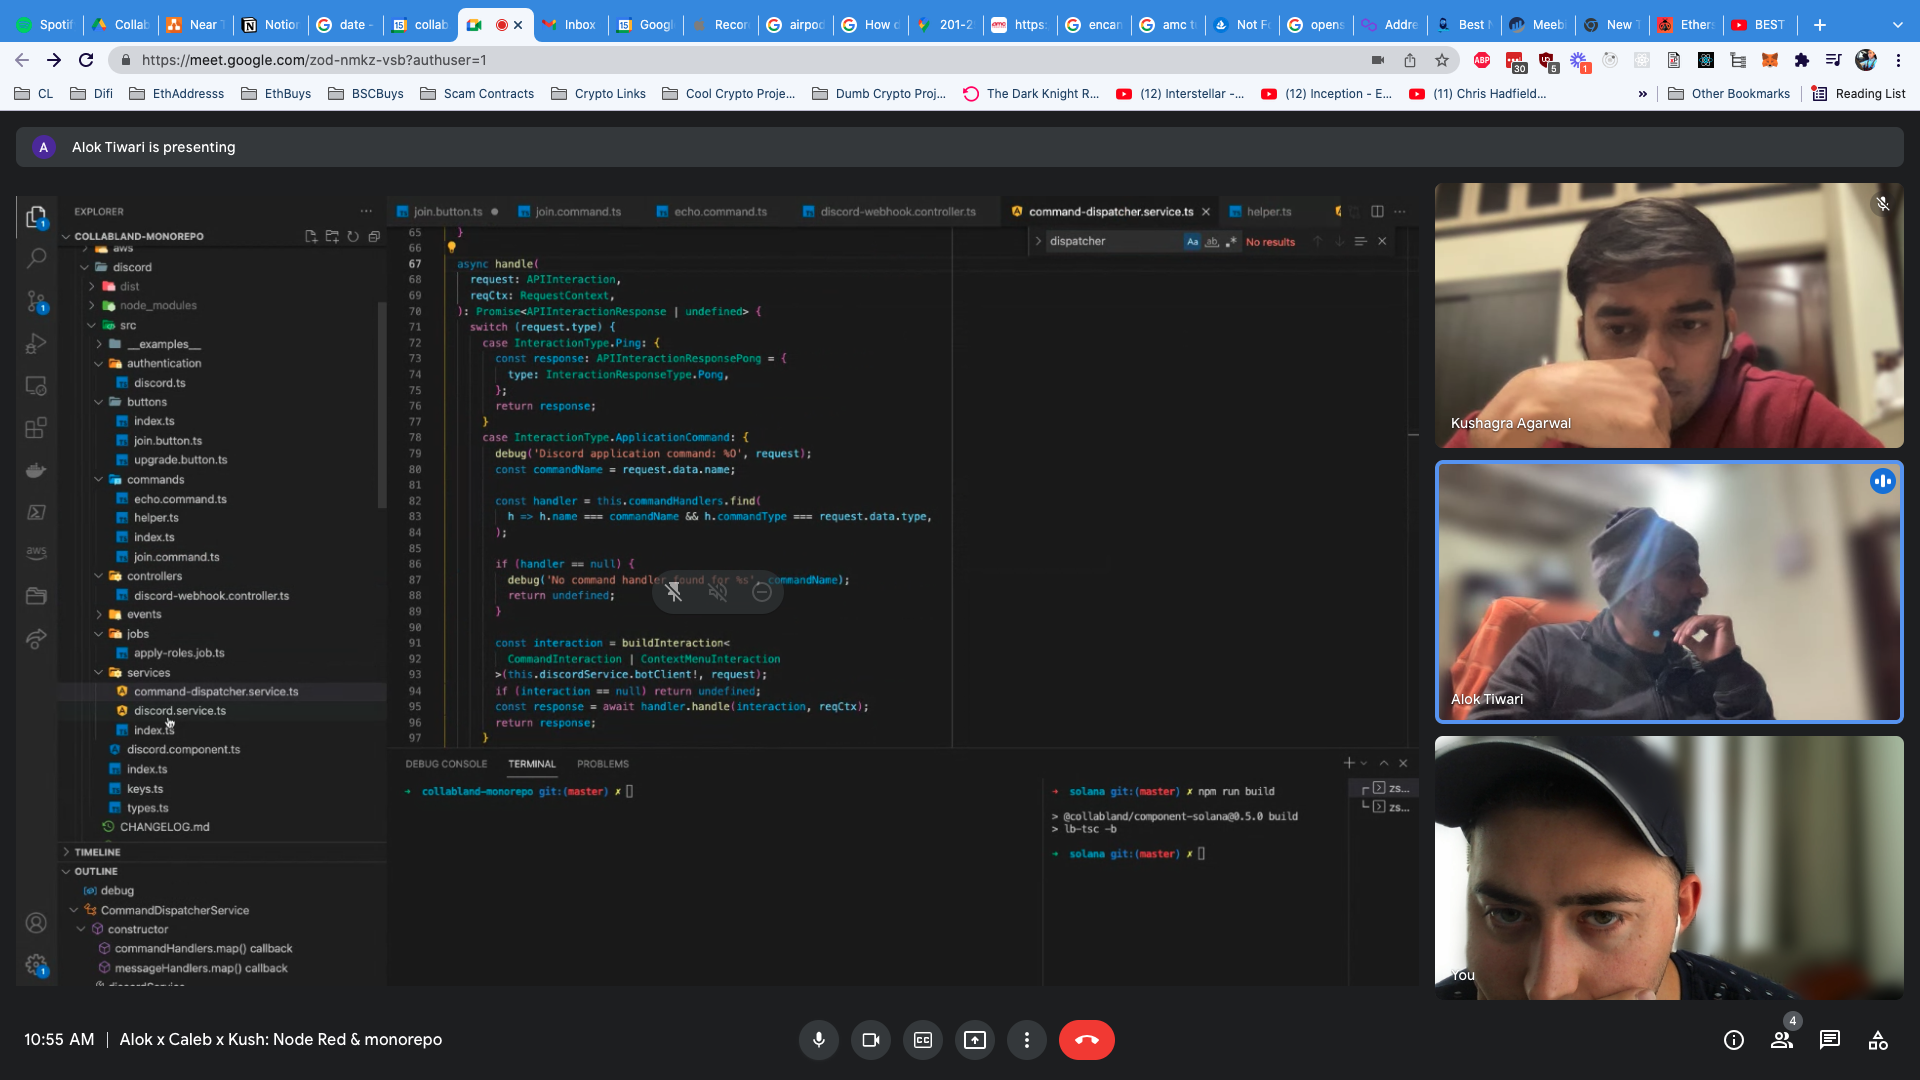 Spotif
Collab
Near T
Notion
date -
collab
Inbox
Googl
Recor
airpod
How d
201-2
https:
encan
amc t
Not F
opens
Addre
Best N
Meebi
New T
Ethers
BEST
https://meet.google.com/zod-nmkz-vsb?authuser=1
30
5
1
CL
Difi
EthAddresss
EthBuys
BSCBuys
Scam Contracts
Crypto Links
Cool Crypto Proje...
Dumb Crypto Proj...
The Dark Knight R...
(12) Interstellar -...
(12) Inception - E...
(11) Chris Hadfield...
»
Other Bookmarks
Reading List
A
Alok Tiwari is presenting
EXPLORER
COLLABLAND-MONOREPO
aws
discord
dist
node_modules
src
__examples__
authentication
discord.ts
buttons
index.ts
join.button.ts
upgrade.button.ts
commands
echo.command.ts
helper.ts
index.ts
join.command.ts
controllers
discord-webhook.controller.ts
events
jobs
apply-roles.job.ts
services
command-dispatcher.service.ts
discord.service.ts
index.ts
discord.component.ts
index.ts
keys.ts
types.ts
CHANGELOG.md
TIMELINE
OUTLINE
debug
CommandDispatcherService
constructor
commandHandlers.map() callback
messageHandlers.map() callback
discordService
join.button.ts
join.command.ts
echo.command.ts
discord-webhook.controller.ts
command-dispatcher.service.ts
helper.ts
dispatcher
Aa
ab
No results
65 }
66
67 async handle(
68 request: APIInteraction,
69 reqCtx: RequestContext,
70 ): Promise<APIInteractionResponse | undefined> {
71 switch (request.type) {
72 case InteractionType.Ping: {
73 const response: APIInteractionResponsePong = {
74 type: InteractionResponseType.Pong,
75 };
76 return response;
77 }
78 case InteractionType.ApplicationCommand: {
79 debug('Discord application command: %O', request);
80 const commandName = request.data.name;
81
82 const handler = this.commandHandlers.find(
83 h => h.name === commandName && h.commandType === request.data.type,
84 );
85
86 if (handler == null) {
87 debug('No command handler found for %s', commandName);
88 return undefined;
89 }
90
91 const interaction = buildInteraction<
92 CommandInteraction | ContextMenuInteraction
93 >(this.discordService.botClient!, request);
94 if (interaction == null) return undefined;
95 const response = await handler.handle(interaction, reqCtx);
96 return response;
97 }
DEBUG CONSOLE
TERMINAL
PROBLEMS
collabland-monorepo git:(master) ✗
solana git:(master) ✗ npm run build
> @collabland/component-solana@0.5.0 build
> lb-tsc -b
solana git:(master) ✗
zs...
zs...
Kushagra Agarwal
Alok Tiwari
You
10:55 AM | Alok x Caleb x Kush: Node Red & monorepo
4